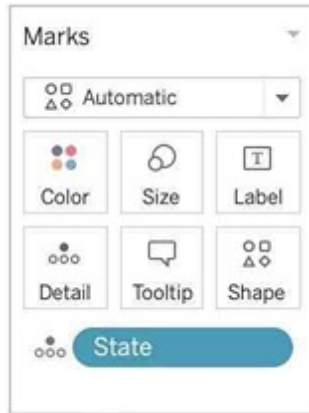 Marks
Automatic
Color Size Label
T
Detail Tooltip Shape
State